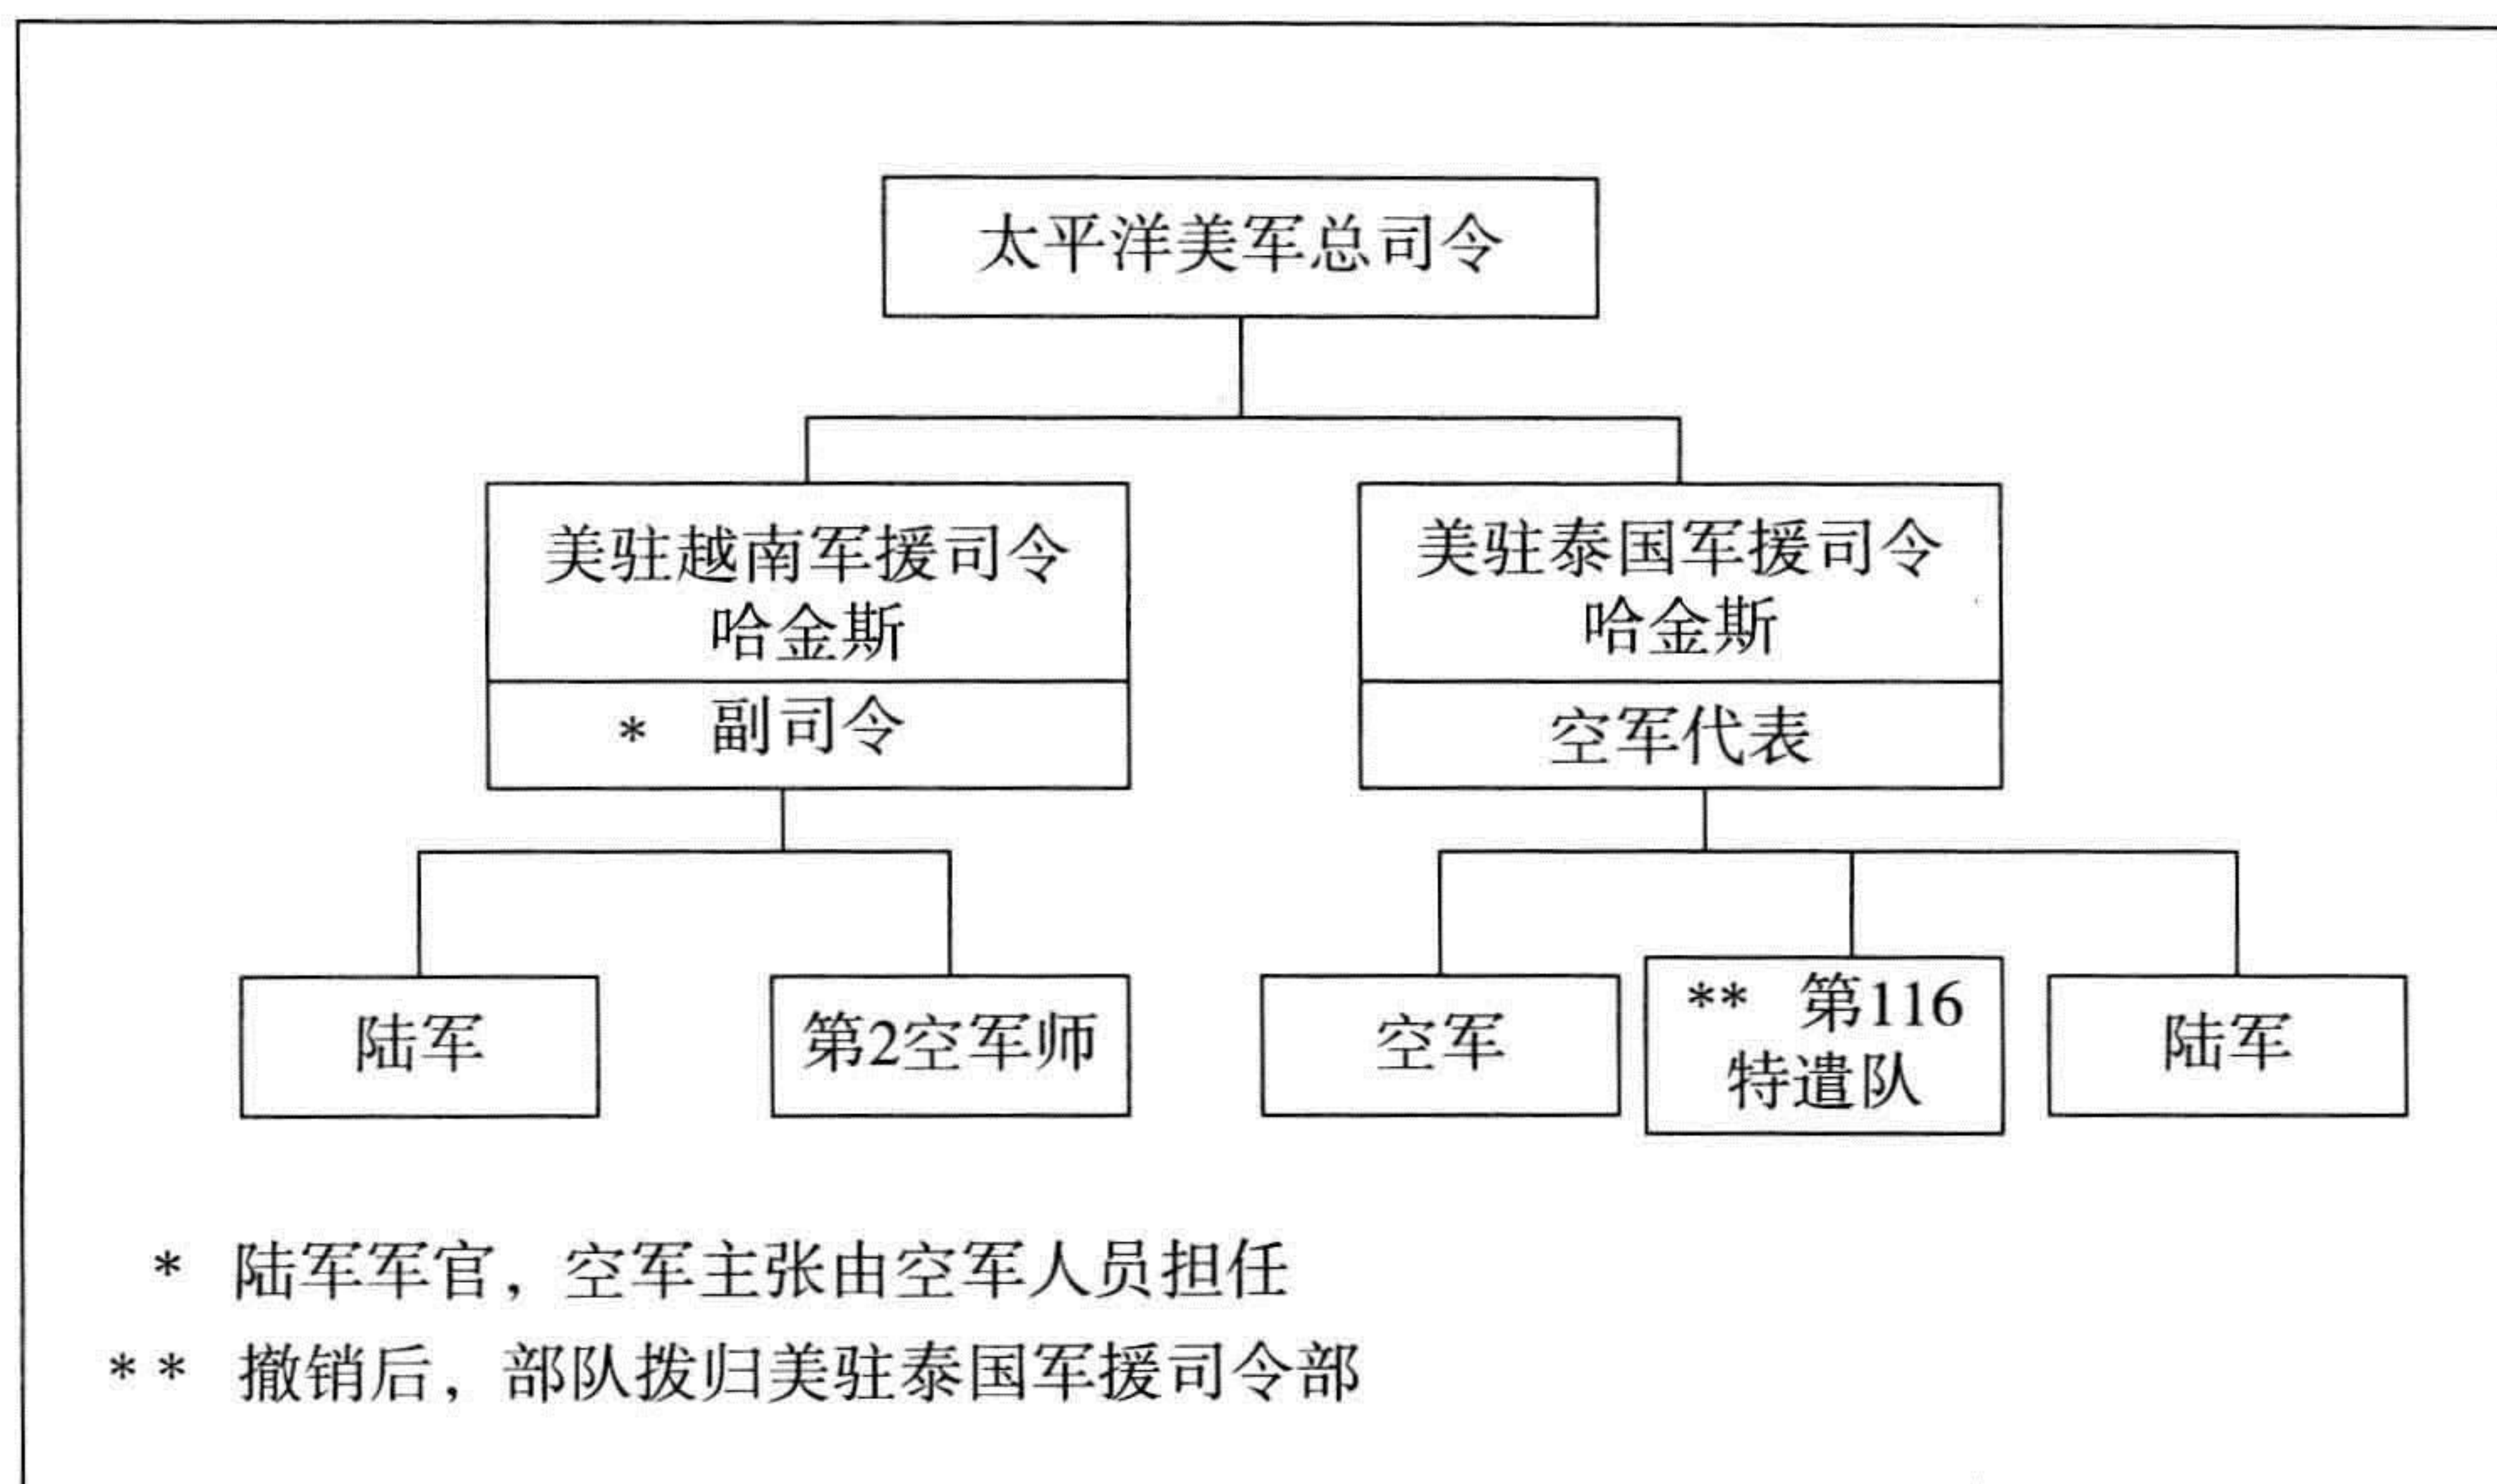 太平洋美军总司令
美驻越南军援司令
哈金斯
* 副司令
美驻泰国军援司令
哈金斯
空军代表
陆军
第2空军师
空军
** 第116
特遣队
陆军
* 陆军军官，空军主张由空军人员担任
** 撤销后，部队拨归美驻泰国军援司令部